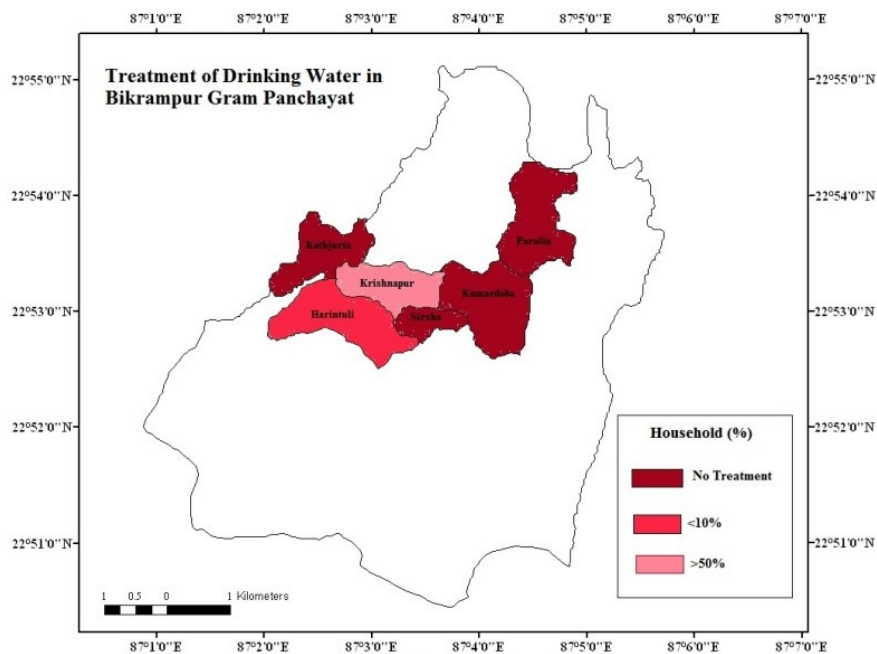 87°1'0"E 87°2'0"E 87°3'0"E 87°4'0"E 87°5'0"E 87°6'0"E 87°7'0"E
Treatment of Drinking Water in
Bikrampur Gram Panchayat
22°55'0"N 22°55'0"N
22°54'0"N 22°54'0"N
Kathjuria
Parulia
Krishnapur
Kumardoba
22°53'0"N 22°53'0"N
Harintuli
Sirsha
22°52'0"N 22°52'0"N
Household (%)
No Treatment
<10%
>50%
22°51'0"N 22°51'0"N
1 0.5 0 1 Kilometers
87°1'0"E 87°2'0"E 87°3'0"E 87°4'0"E 87°5'0"E 87°6'0"E 87°7'0"E